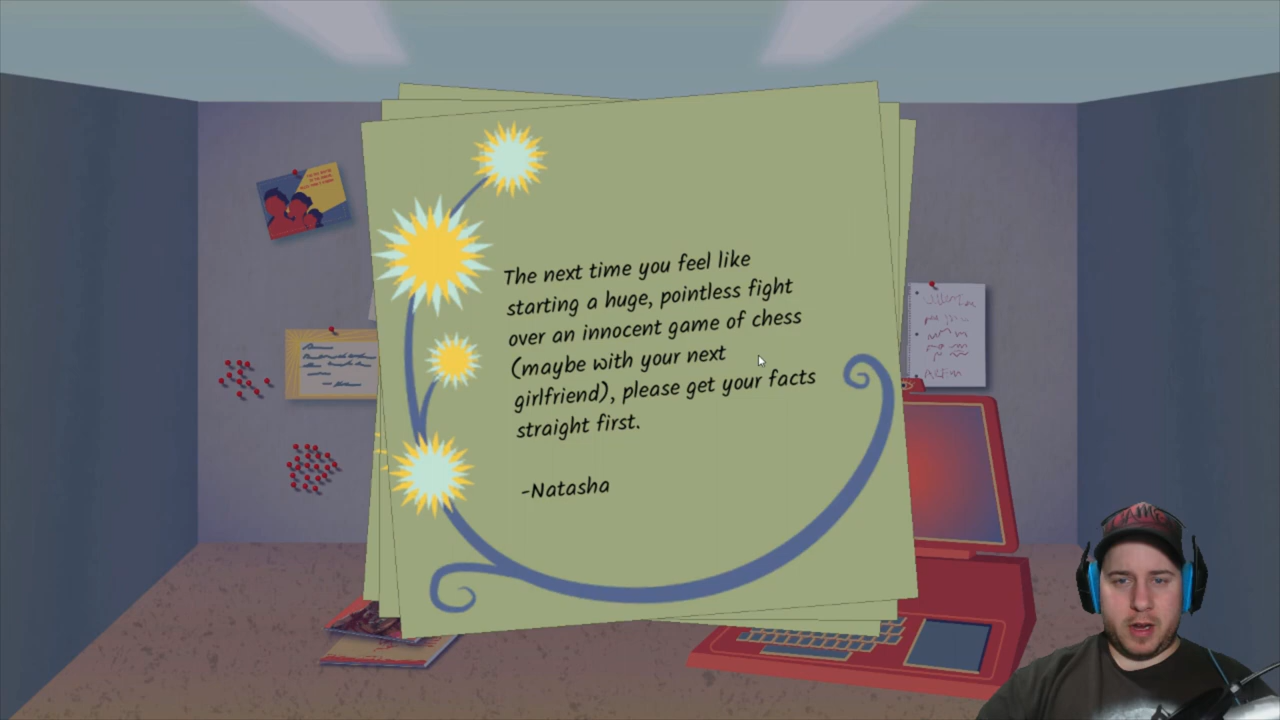 The next time you feel like
starting a huge, pointless fight
over an innocent game of chess
(maybe with your next
girlfriend), please get your facts
straight first.
-Natasha